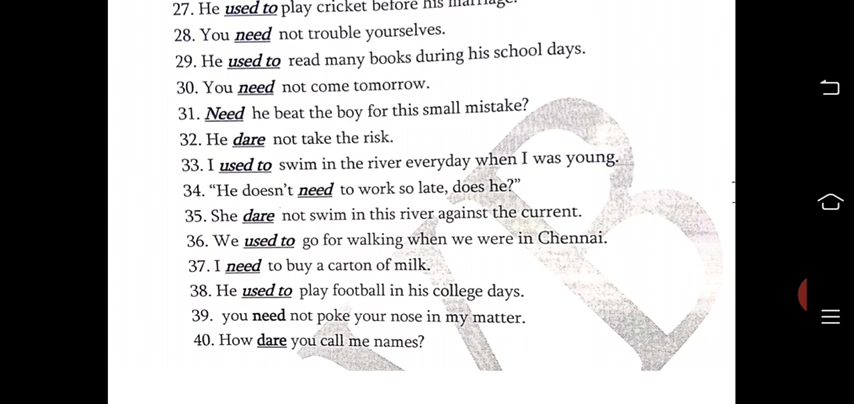 27. He used to play cricket before his marriage.
28. You need not trouble yourselves.
29. He used to read many books during his school days.
30. You need not come tomorrow.
31. Need he beat the boy for this small mistake?
32. He dare not take the risk.
33. I used to swim in the river everyday when I was young.
34. “He doesn’t need to work so late, does he?”
35. She dare not swim in this river against the current.
36. We used to go for walking when we were in Chennai.
37. I need to buy a carton of milk.
38. He used to play football in his college days.
39. you need not poke your nose in my matter.
40. How dare you call me names?